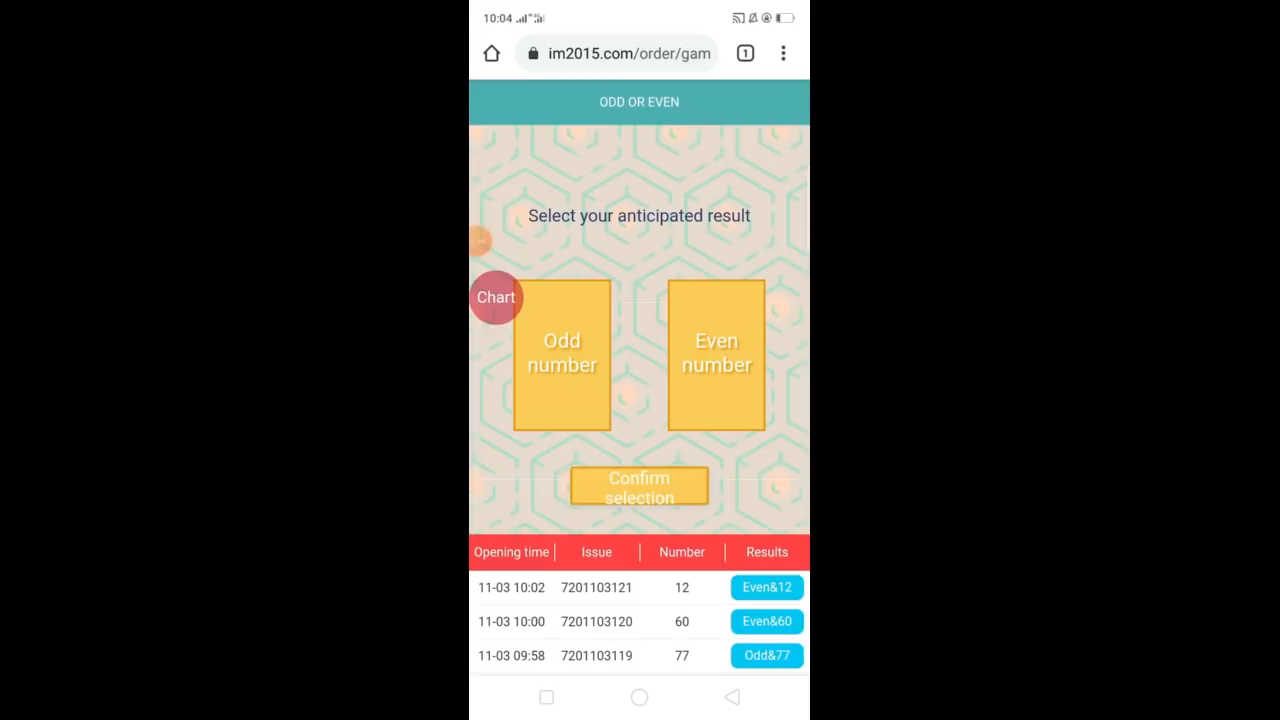 10:04
im2015.com/order/gam
1
ODD OR EVEN
Select your anticipated result
Chart
Odd
number
Even
number
Confirm
selection
Opening time Issue Number Results
11-03 10:02 7201103121 12 Even&12
11-03 10:00 7201103120 60 Even&60
11-03 09:58 7201103119 77 Odd&77